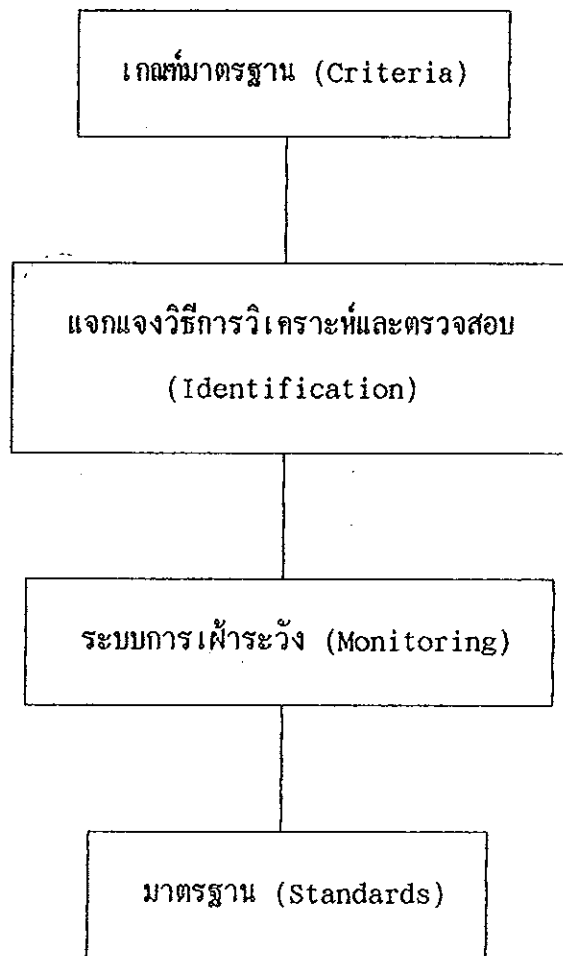 เกณฑ์มาตรฐาน (Criteria)
แจกแจงวิธีการวิเคราะห์และตรวจสอบ
(Identification)
ระบบการเฝ้าระวัง (Monitoring)
มาตรฐาน (Standards)